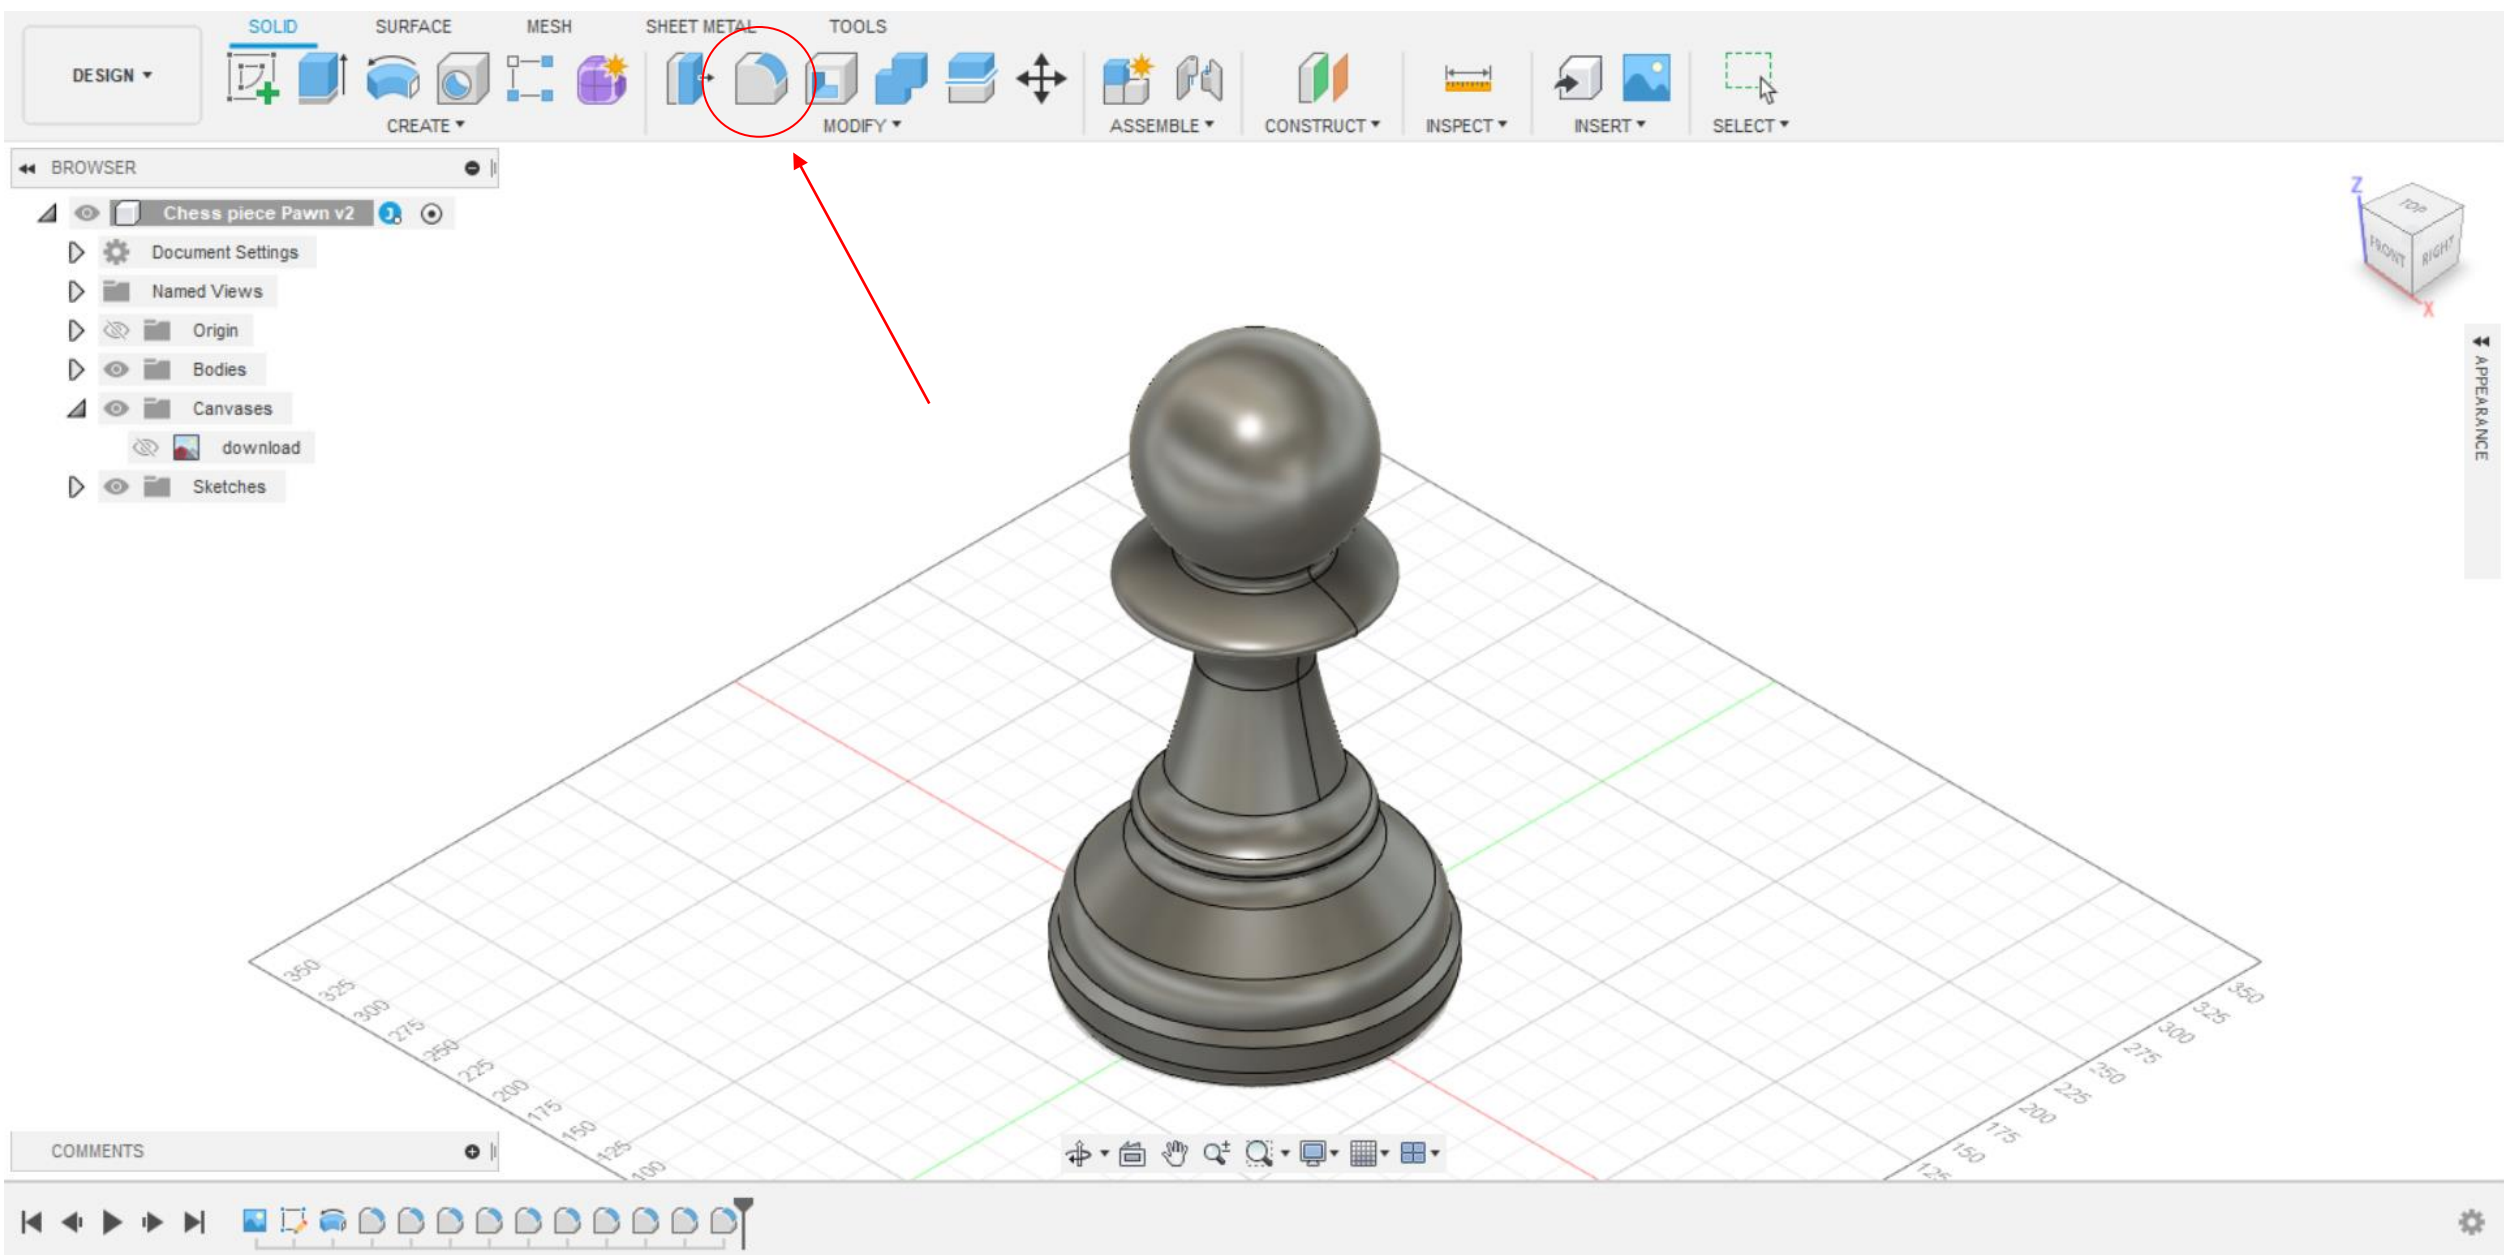 SOLID SURFACE MESH SHEET METAL TOOLS
DESIGN
CREATE MODIFY ASSEMBLE CONSTRUCT INSPECT INSERT SELECT
BROWSER
Chess piece Pawn v2
Document Settings
Named Views
Origin
Bodies
Canvases
download
Sketches
Z
TOP
FRONT
RIGHT
X
APPEARANCE
350
325
300
275
250
225
200
175
150
125
100
350
325
300
275
250
225
200
175
150
125
COMMENTS